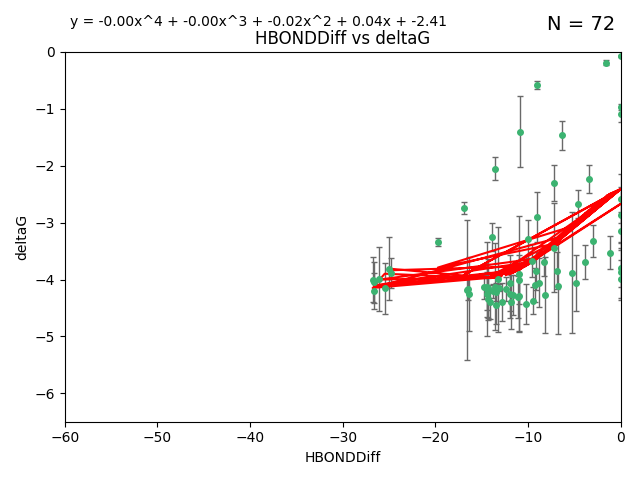 y = -0.00x^4 + -0.00x^3 + -0.02x^2 + 0.04x + -2.41
N = 72
HBONDDiff vs deltaG
0
−1
−2
−3
−4
−5
−6
deltaG
−60
−50
−40
−30
−20
−10
0
HBONDDiff